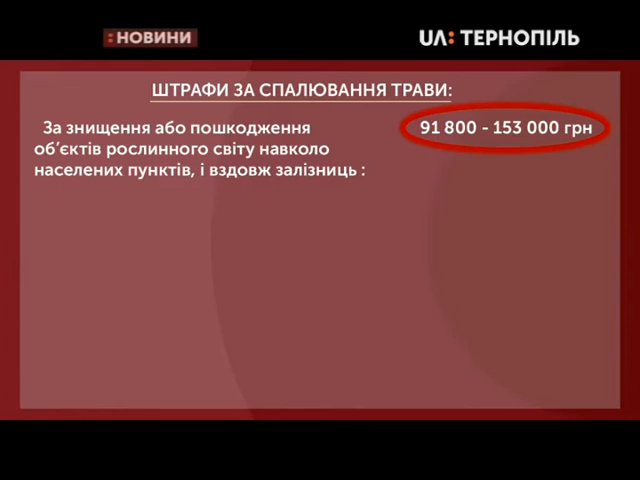 :НОВИНИ
UA: ТЕРНОПІЛЬ
ШТРАФИ ЗА СПАЛЮВАННЯ ТРАВИ:
За знищення або пошкодження 91 800 - 153 000 грн
об’єктів рослинного світу навколо
населених пунктів, і вздовж залізниць :